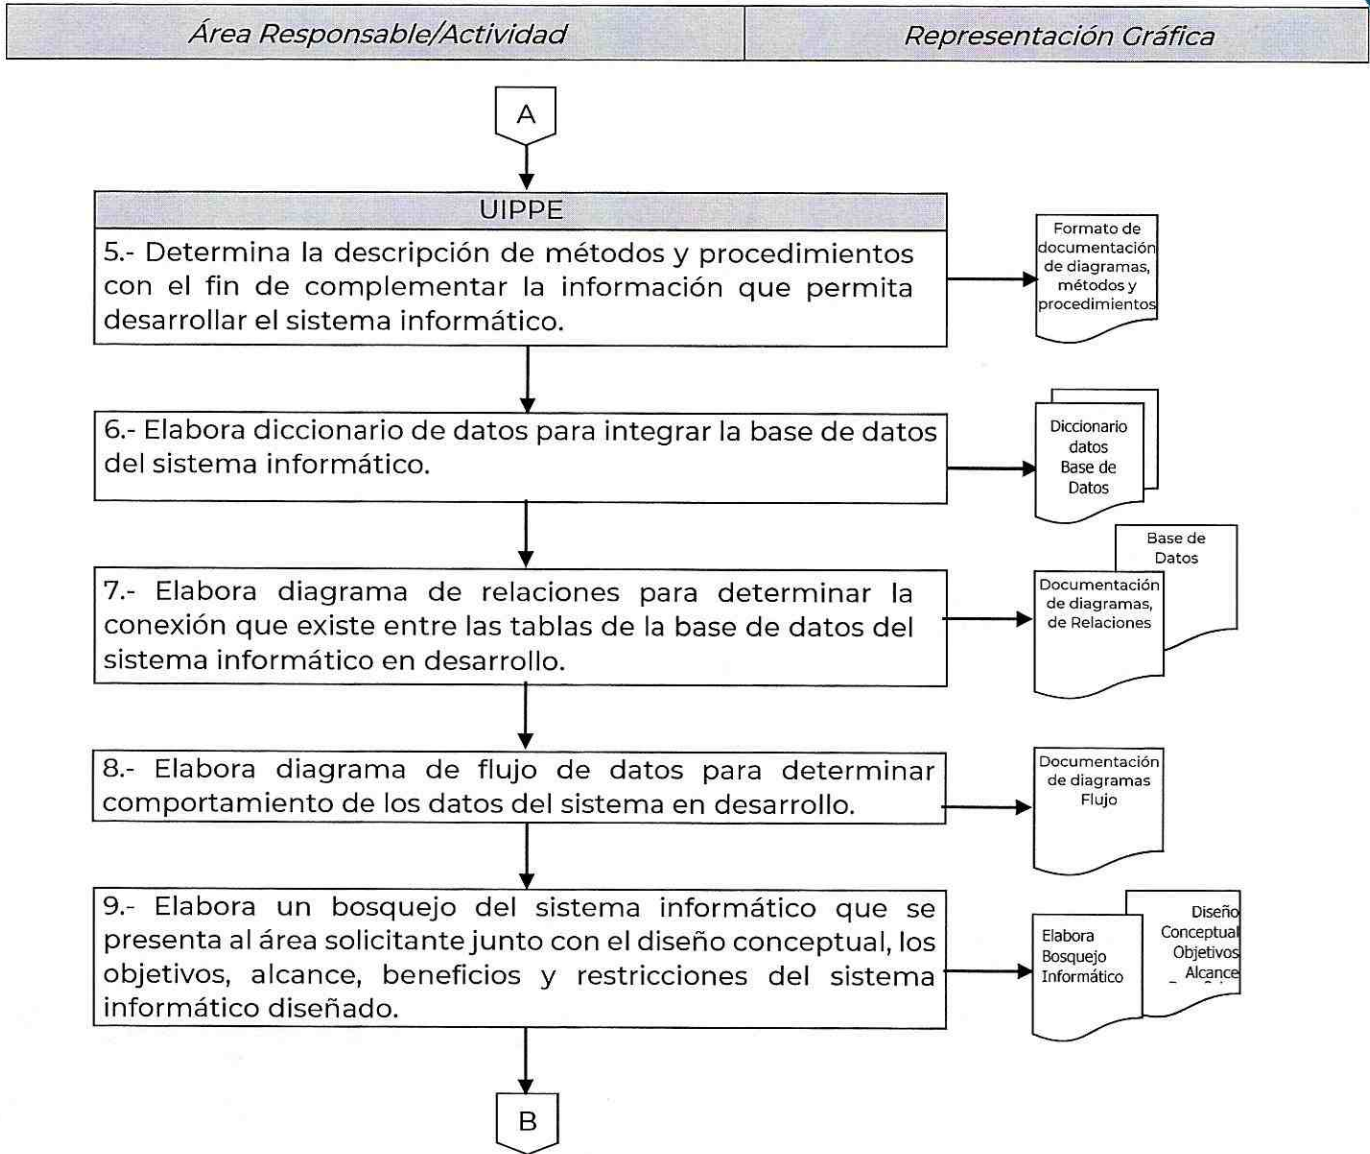 Área Responsable/Actividad
Representación Gráfica
A
UIPPE
5.- Determina la descripción de métodos y procedimientos
con el fin de complementar la información que permita
desarrollar el sistema informático.
Formato de
documentación
de diagramas,
métodos y
procedimientos
6.- Elabora diccionario de datos para integrar la base de datos
del sistema informático.
Diccionario
datos
Base de
Datos
7.- Elabora diagrama de relaciones para determinar la
conexión que existe entre las tablas de la base de datos del
sistema informático en desarrollo.
Base de
Datos
Documentación
de diagramas,
de Relaciones
8.- Elabora diagrama de flujo de datos para determinar
comportamiento de los datos del sistema en desarrollo.
Documentación
de diagramas
Flujo
9.- Elabora un bosquejo del sistema informático que se
presenta al área solicitante junto con el diseño conceptual, los
objetivos, alcance, beneficios y restricciones del sistema
informático diseñado.
Elabora
Bosquejo
Informático
Diseño
Conceptual
Objetivos
Alcance
B